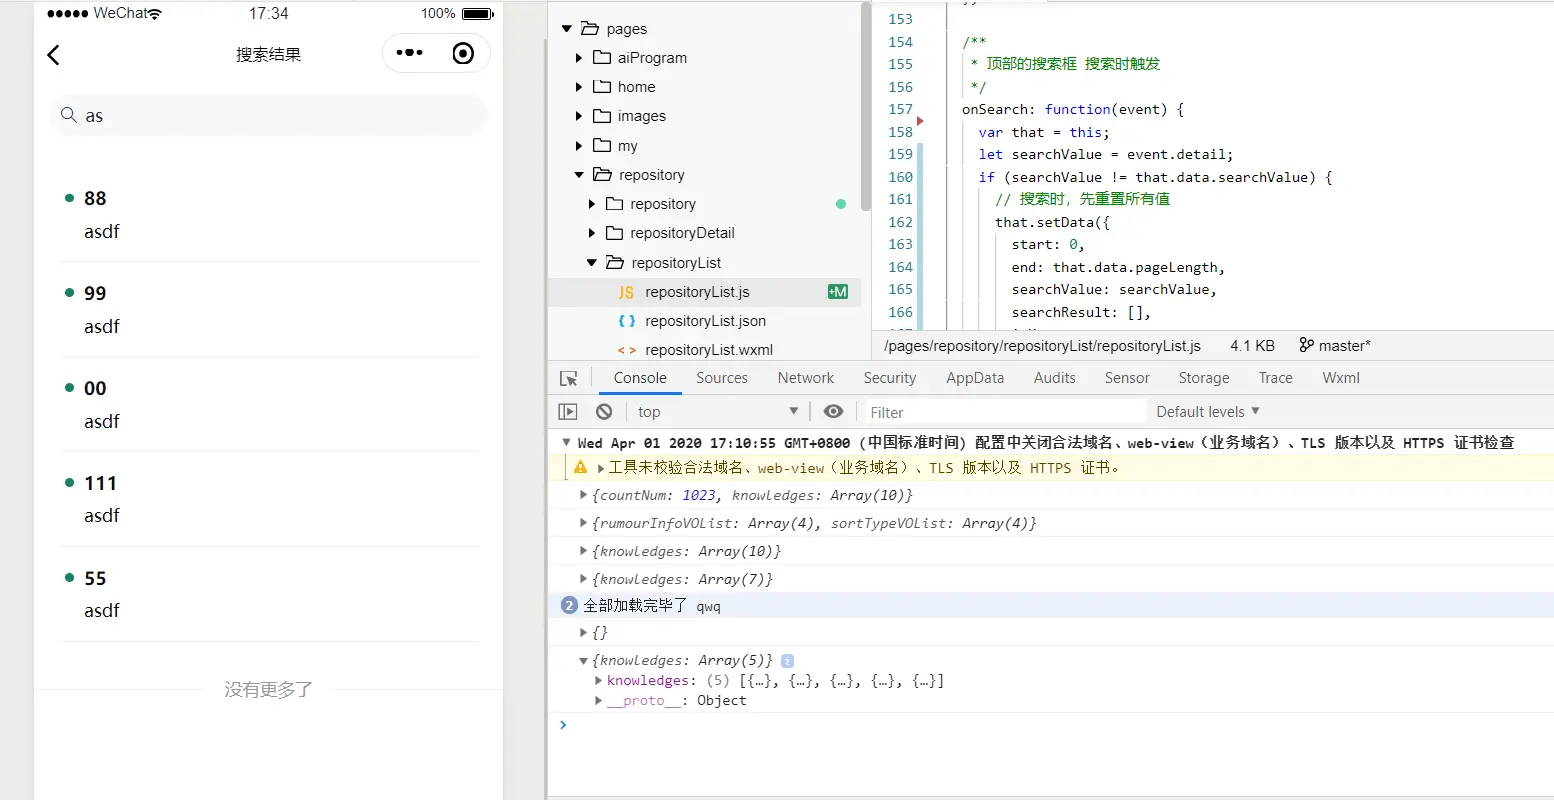 ●●●●● WeChat 17:34 100%
搜索结果
as
88
asdf
99
asdf
00
asdf
111
asdf
55
asdf
没有更多了
pages
aiProgram
home
images
my
repository
repository
repositoryDetail
repositoryList
JS repositoryList.js +M
{ } repositoryList.json
< > repositoryList.wxml
153
154 /**
155 * 顶部的搜索框 搜索时触发
156 */
157 onSearch: function(event) {
158 var that = this;
159 let searchValue = event.detail;
160 if (searchValue != that.data.searchValue) {
161 // 搜索时，先重置所有值
162 that.setData({
163 start: 0,
164 end: that.data.pageLength,
165 searchValue: searchValue,
166 searchResult: [],
/pages/repository/repositoryList/repositoryList.js 4.1 KB master*
Console Sources Network Security AppData Audits Sensor Storage Trace Wxml
top Filter Default levels
Wed Apr 01 2020 17:10:55 GMT+0800 (中国标准时间) 配置中关闭合法域名、web-view（业务域名）、TLS 版本以及 HTTPS 证书检查
工具未校验合法域名、web-view（业务域名）、TLS 版本以及 HTTPS 证书。
{countNum: 1023, knowledges: Array(10)}
{rumourInfoVOList: Array(4), sortTypeVOList: Array(4)}
{knowledges: Array(10)}
{knowledges: Array(7)}
2 全部加载完毕了 qwq
{}
{knowledges: Array(5)} i
knowledges: (5) [{…}, {…}, {…}, {…}, {…}]
__proto__: Object